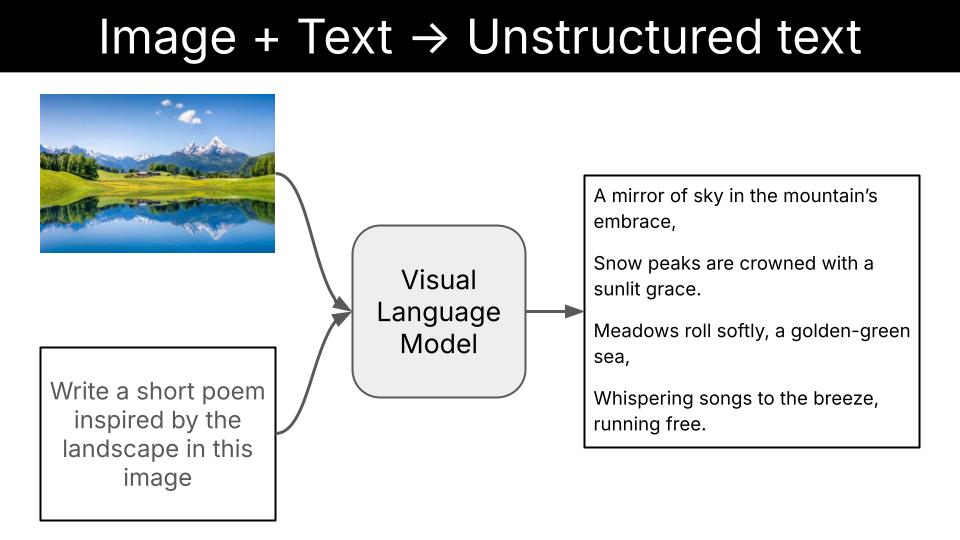 Image + Text → Unstructured text
Write a short poem
inspired by the
landscape in this
image
Visual
Language
Model
A mirror of sky in the mountain’s
embrace,
Snow peaks are crowned with a
sunlit grace.
Meadows roll softly, a golden-green
sea,
Whispering songs to the breeze,
running free.